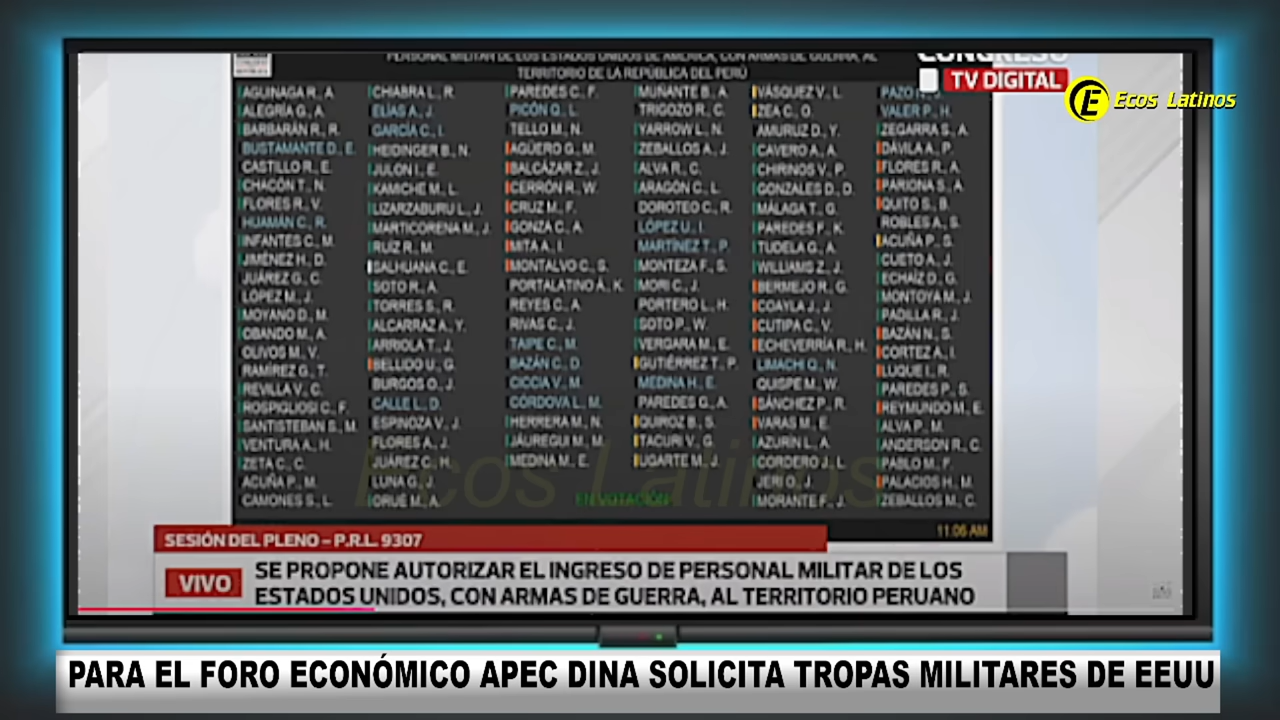 PERSONAL MILITAR DE LOS ESTADOS UNIDOS DE AMÉRICA, CON ARMAS DE GUERRA, AL
TERRITORIO DE LA REPÚBLICA DEL PERÚ
CONGRESO
TV DIGITAL
Ecos Latinos
AGUINAGA R., A.
ALEGRÍA G., A.
BARBARÁN R., R.
BUSTAMANTE D., E.
CASTILLO R., E.
CHACÓN T., N.
FLORES R., V.
HUAMÁN C., R.
INFANTES C., M.
JIMÉNEZ H., D.
JUÁREZ G., C.
LÓPEZ M., J.
MOYANO D., M.
OBANDO M., A.
OLIVOS M., V.
RAMÍREZ G., T.
REVILLA V., C.
ROSPIGLIOSI C., F.
SANTISTEBAN S., M.
VENTURA A., H.
ZETA C., C.
ACUÑA P., M.
CAMONES S., L.
CHIABRA L., R.
ELÍAS A., J.
GARCÍA C., I.
HEIDINGER B., N.
JULON I., E.
KAMICHE M., L.
LIZARZABURU L., J.
MARTICORENA M., J.
RUIZ R., M.
SALHUANA C., E.
SOTO R., A.
TORRES S., R.
ALCARRAZ A., Y.
ARRIOLA T., J.
BELLIDO U., G.
BURGOS O., J.
CALLE L., D.
ESPINOZA V., J.
FLORES A., J.
JUÁREZ C., H.
LUNA G., J.
ORUÉ M., A.
PAREDES C., F.
PICÓN Q., L.
TELLO M., N.
AGÜERO G., M.
BALCÁZAR Z., J.
CERRÓN R., W.
CRUZ M., F.
GONZA C., A.
MITA A., I.
MONTALVO C., S.
PORTALATINO Á., K.
REYES C., A.
RIVAS C., J.
TAIPE C., M.
BAZÁN C., D.
CICCIA V., M.
CÓRDOVA L., M.
HERRERA M., N.
JÁUREGUI M., M.
MEDINA M., E.
MUÑANTE B., A.
TRIGOZO R., C.
YARROW L., N.
ZEBALLOS A., J.
ALVA R., C.
ARAGÓN C., L.
DOROTEO C., R.
LÓPEZ U., I.
MARTÍNEZ T., P.
MONTEZA F., S.
MORI C., J.
PORTERO L., H.
SOTO P., W.
VERGARA M., E.
GUTIÉRREZ T., P.
MEDINA H., E.
PAREDES G., A.
QUIROZ B., S.
TACURI V., G.
UGARTE M., J.
VÁSQUEZ V., L.
ZEA C., O.
AMURUZ D., Y.
CAVERO A., A.
CHIRINOS V., P.
GONZALES D., D.
MÁLAGA T., G.
PAREDES F., K.
TUDELA G., A.
WILLIAMS Z., J.
BERMEJO R., G.
COAYLA J., J.
CUTIPA C., V.
ECHEVERRÍA R., H.
LIMACHI Q., N.
QUISPE M., W.
SÁNCHEZ P., R.
VARAS M., E.
AZURÍN L., A.
CORDERO J., L.
JERI O., J.
MORANTE F., J.
PAZO
VALER P., H.
ZEGARRA S., A.
DÁVILA A., P.
FLORES R., A.
PARIONA S., A.
QUITO S., B.
ROBLES A., S.
ACUÑA P., S.
CUETO A., J.
ECHAÍZ D., G.
MONTOYA M., J.
PADILLA R., J.
BAZÁN N., S.
CORTEZ A., I.
LUQUE I., R.
PAREDES P., S.
REYMUNDO M., E.
ALVA P., M.
ANDERSON R., C.
PABLO M., F.
PALACIOS H., M.
ZEBALLOS M., C.
Ecos Latinos
EN VOTACIÓN
11:06 AM
SESIÓN DEL PLENO – P.R.L. 9307
VIVO
SE PROPONE AUTORIZAR EL INGRESO DE PERSONAL MILITAR DE LOS
ESTADOS UNIDOS, CON ARMAS DE GUERRA, AL TERRITORIO PERUANO
PARA EL FORO ECONÓMICO APEC DINA SOLICITA TROPAS MILITARES DE EEUU